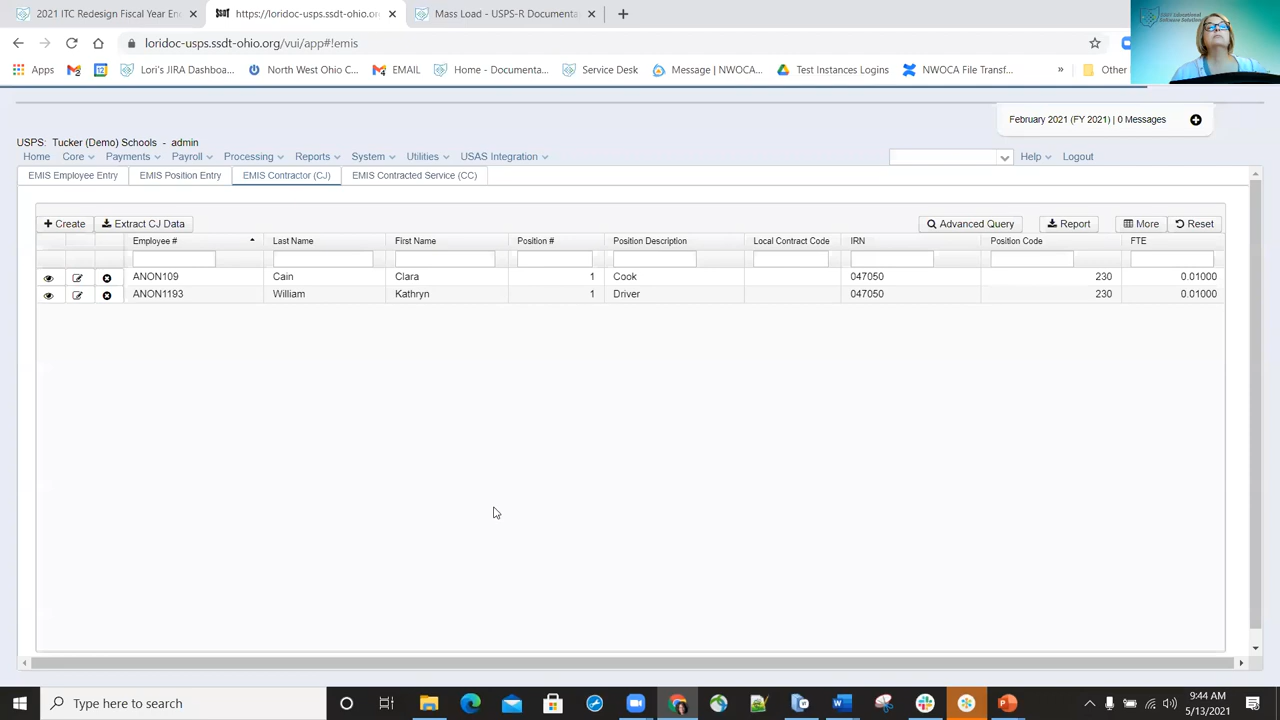 2021 ITC Redesign Fiscal Year En
https://loridoc-usps.ssdt-ohio.org
Mass Load - USPS-R Documenta
loridoc-usps.ssdt-ohio.org/vui/app#!emis
Apps
Lori's JIRA Dashboa...
North West Ohio C...
EMAIL
Home - Documenta...
Service Desk
Message | NWOCA...
Test Instances Logins
NWOCA File Transf...
»
Other
February 2021 (FY 2021) | 0 Messages
USPS: Tucker (Demo) Schools - admin
Home Core Payments Payroll Processing Reports System Utilities USAS Integration Help Logout
EMIS Employee Entry EMIS Position Entry EMIS Contractor (CJ) EMIS Contracted Service (CC)
Create Extract CJ Data Advanced Query Report More Reset
Employee # Last Name First Name Position # Position Description Local Contract Code IRN Position Code FTE
ANON109 Cain Clara 1 Cook 047050 230 0.01000
ANON1193 William Kathryn 1 Driver 047050 230 0.01000
Type here to search
9:44 AM
5/13/2021